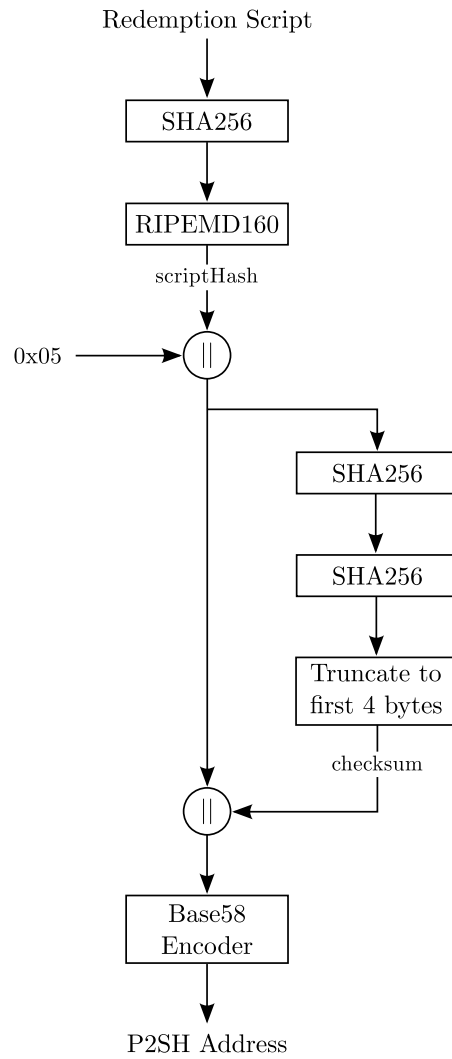 Redemption Script
SHA256
RIPEMD160
scriptHash
0x05
||
SHA256
SHA256
Truncate to
first 4 bytes
checksum
||
Base58
Encoder
P2SH Address